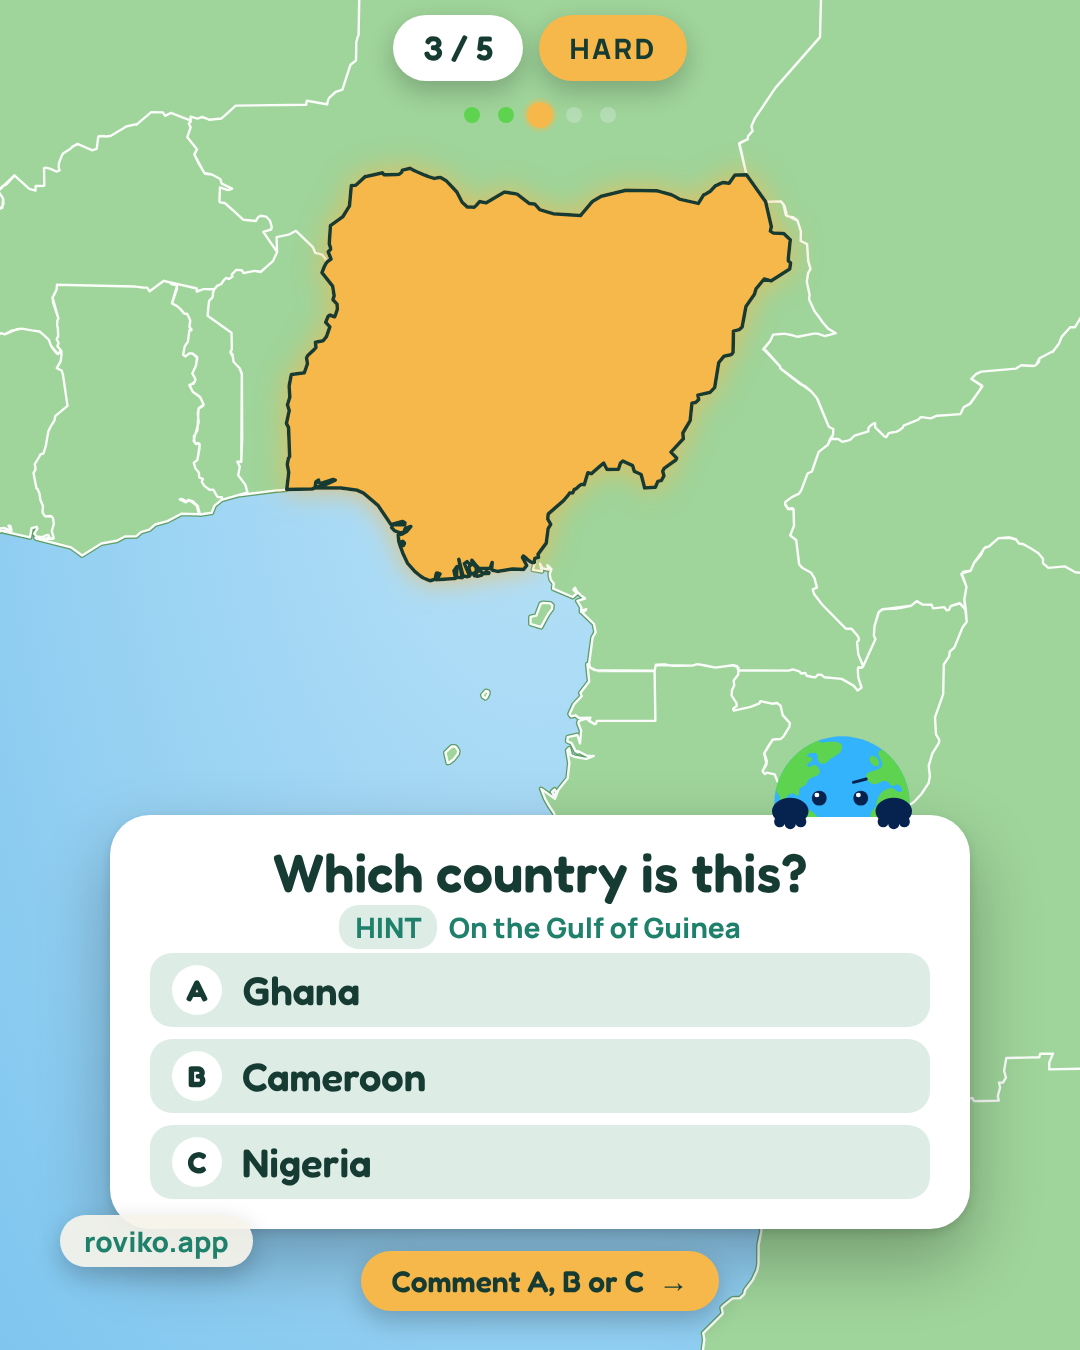 3 / 5
HARD
Which country is this?
HINT On the Gulf of Guinea
A Ghana
B Cameroon
C Nigeria
roviko.app
Comment A, B or C →